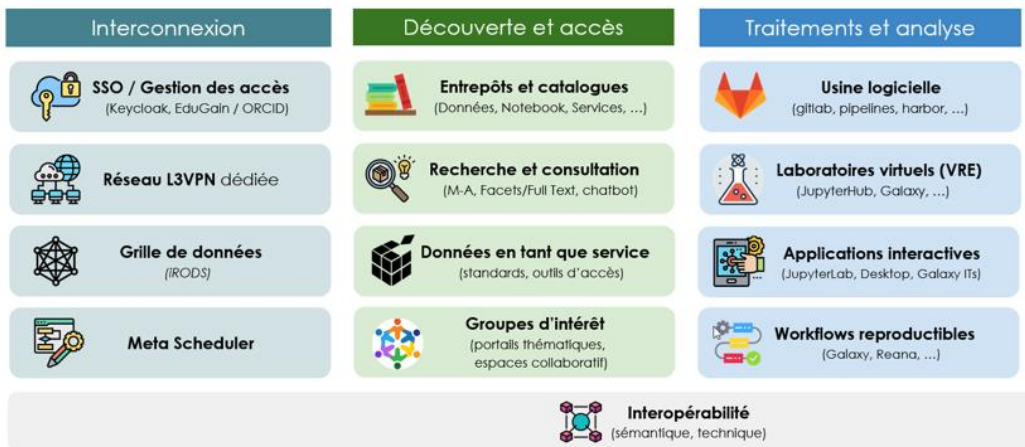 Interconnexion
SSO / Gestion des accès
(Keycloak, EduGain / ORCID)
Réseau L3VPN dédiée
Grille de données
(iRODS)
Meta Scheduler
Découverte et accès
Entrepôts et catalogues
(Données, Notebook, Services, ...)
Recherche et consultation
(M-A, Facets/Full Text, chatbot)
Données en tant que service
(standards, outils d'accès)
Groupes d'intérêt
(portails thématiques,
espaces collaboratif)
Traitements et analyse
Usine logicielle
(gitlab, pipelines, harbor, ...)
Laboratoires virtuels (VRE)
(JupyterHub, Galaxy, ...)
Applications interactives
(JupyterLab, Desktop, Galaxy ITs)
Workflows reproductibles
(Galaxy, Reana, ...)
Interopérabilité
(sémantique, technique)